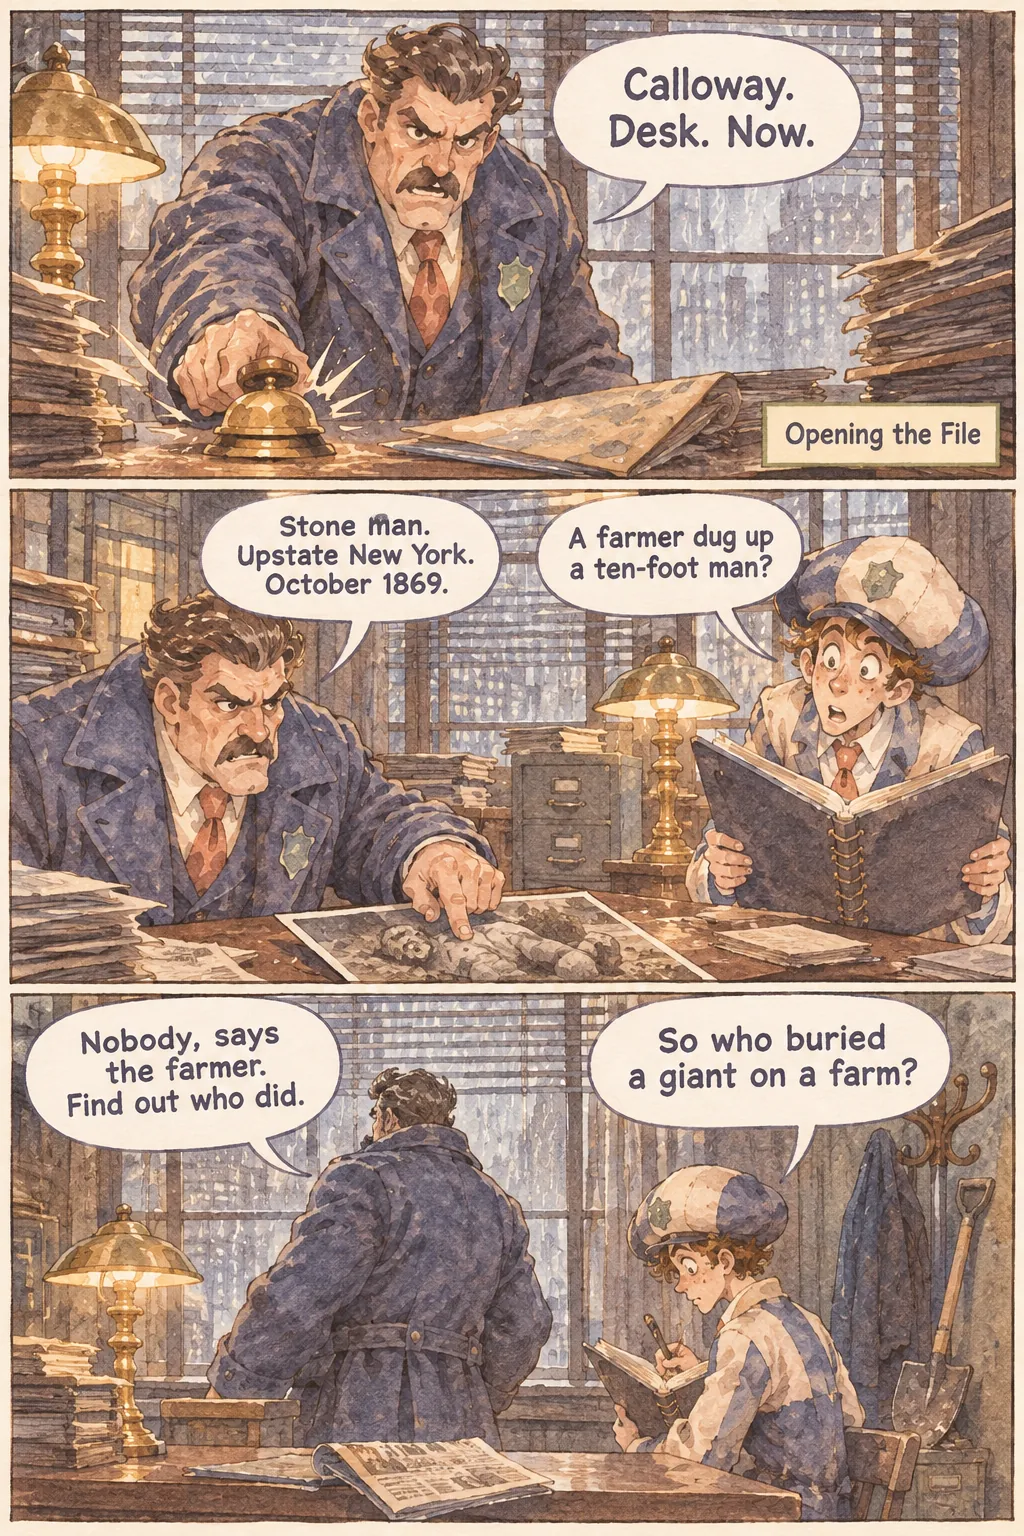 Calloway.
Desk. Now.
Opening the File
Stone man.
Upstate New York.
October 1869.
A farmer dug up
a ten-foot man?
Nobody, says
the farmer.
Find out who did.
So who buried
a giant on a farm?